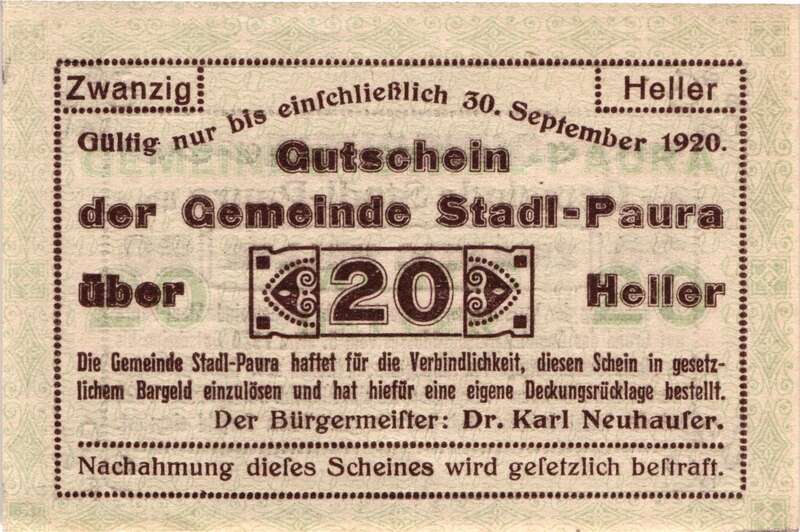 Zwanzig Heller
Gültig nur bis einſchließlich 30. September 1920.
Gutschein
der Gemeinde Stadl-Paura
über 20 Heller
Die Gemeinde Stadl-Paura haftet für die Verbindlichkeit, diesen Schein in gesetz-
lichem Bargeld einzulösen und hat hiefür eine eigene Deckungsrücklage bestellt.
Der Bürgermeiſter: Dr. Karl Neuhauſer.
Nachahmung dieſes Scheines wird geſetzlich beſtraft.